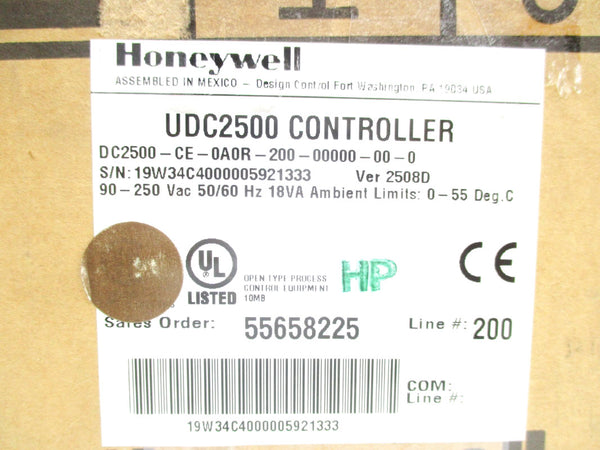 Honeywell
ASSEMBLED IN MEXICO - Design Control Fort Washington, PA 19034 USA
UDC2500 CONTROLLER
DC2500-CE-0A0R-200-00000-00-0
S/N:19W34C4000005921333 Ver 2508D
90-250 Vac 50/60 Hz 18VA Ambient Limits: 0-55 Deg.C
UL
LISTED
OPEN TYPE PROCESS
CONTROL EQUIPMENT
10MB
HP
CE
Sales Order: 55658225 Line #: 200
COM:
Line #:
19W34C4000005921333